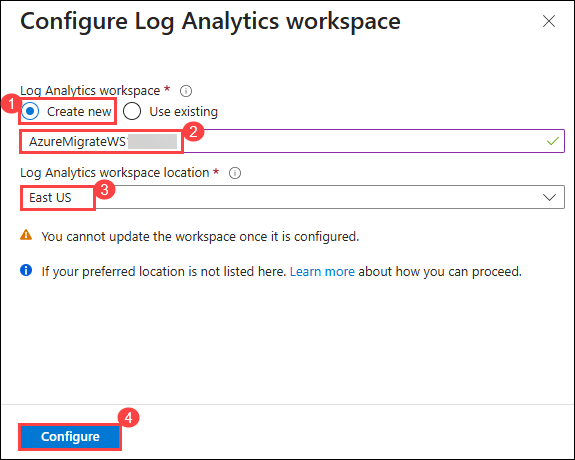 Configure Log Analytics workspace
Log Analytics workspace *
1 Create new Use existing
AzureMigrateWS 2
Log Analytics workspace location *
3
East US
You cannot update the workspace once it is configured.
If your preferred location is not listed here. Learn more about how you can proceed.
4
Configure